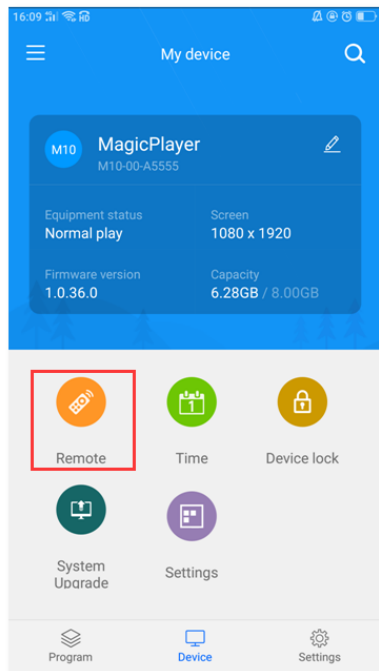 16:09
My device
M10
MagicPlayer
M10-00-A5555
Equipment status
Screen
Normal play
1080 x 1920
Firmware version
Capacity
1.0.36.0
6.28GB / 8.00GB
1
Remote
Time
Device lock
System
Upgrade
Settings
Program
Device
Settings